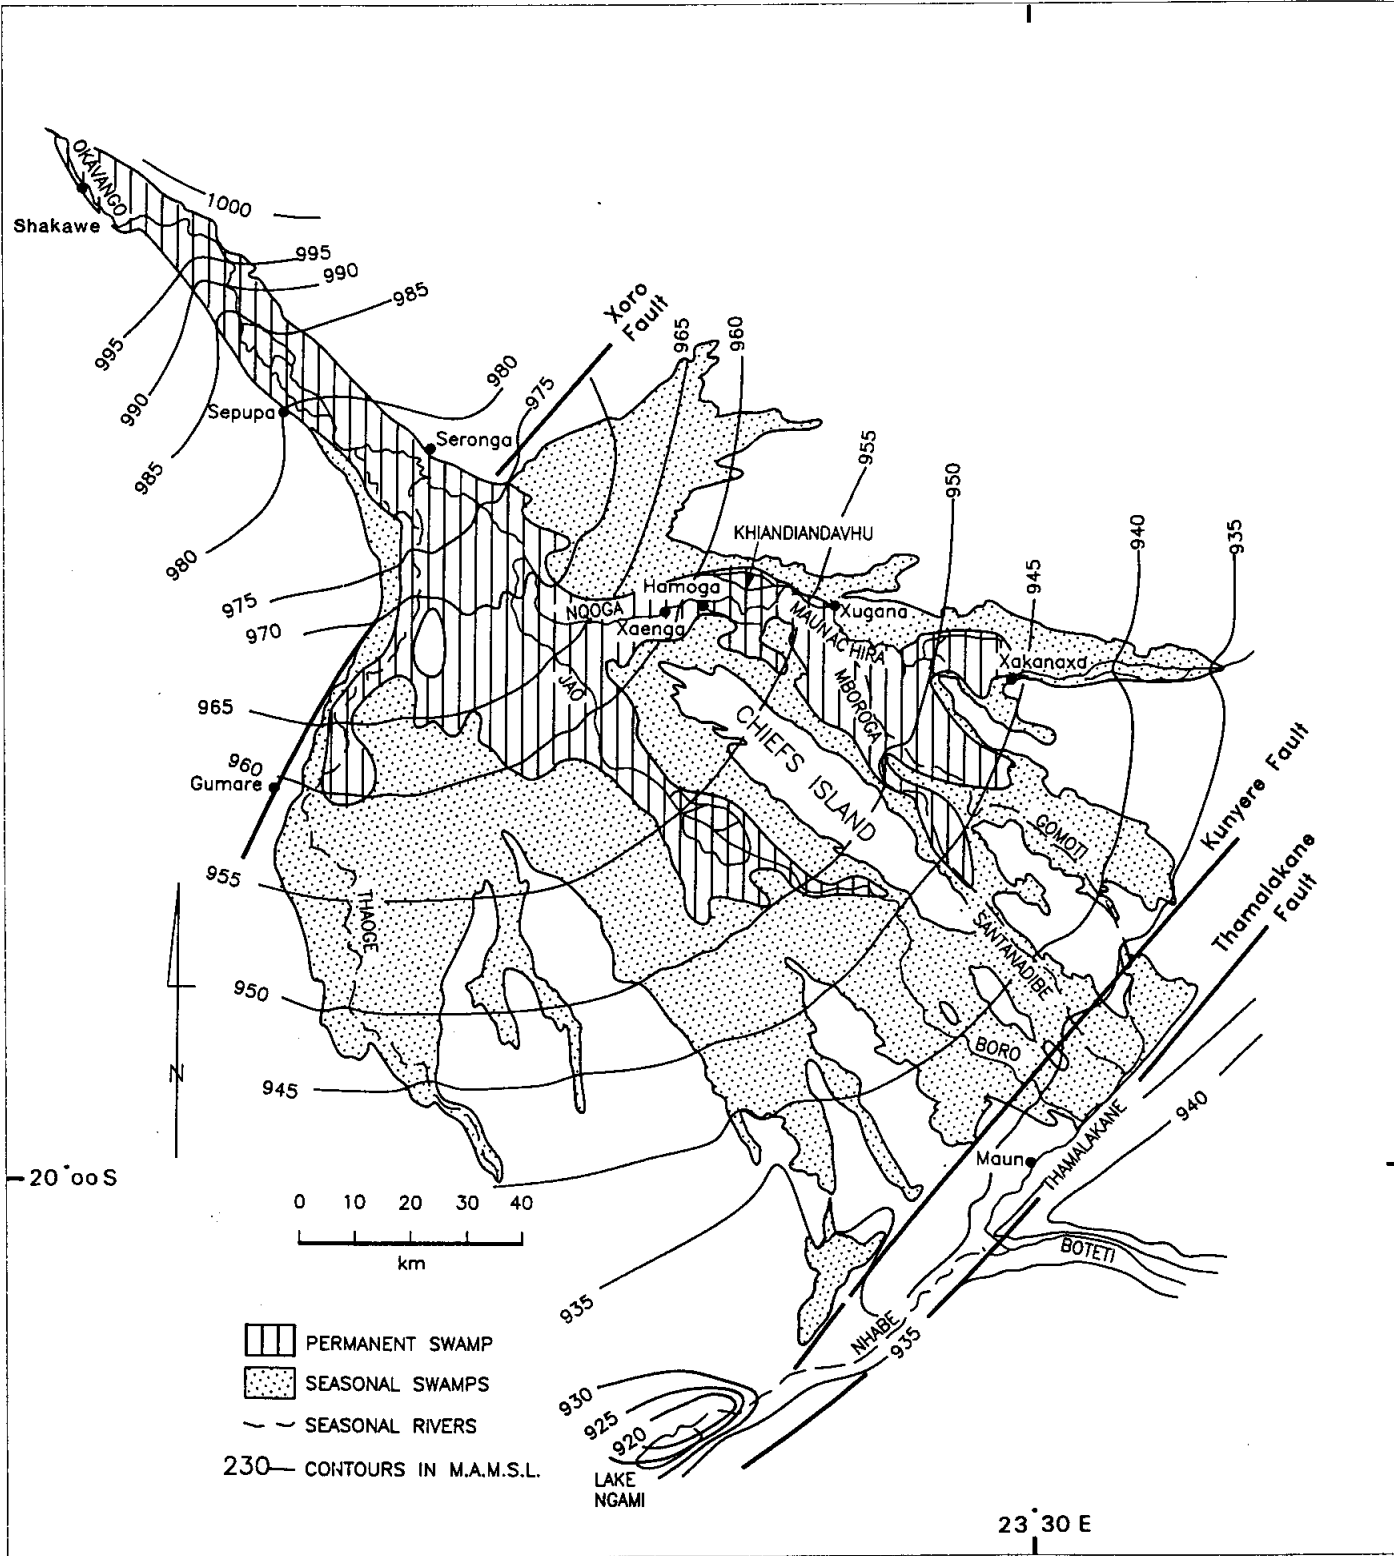 OKAVANGO
Shakawe
1000
995
990
985
995
990
985
980
Sepupa
980
Seronga
975
Xoro
Fault
965
960
955
950
940
935
945
KHIANDIANDAVHU
975
970
NQOGA
Hamoga
Xaenga
MAUNACHIRA
Xugana
Xakanaxa
JAO
MBOROGA
CHIEFS ISLAND
965
960
Gumare
GOMOTI
Kunyere Fault
Thamalakane
Fault
955
THAOGE
SANTANADIBE
950
BORO
945
N
940
Maun
THAMALAKANE
20°00 S
0 10 20 30 40
km
BOTETI
935
NHABE
935
PERMANENT SWAMP
SEASONAL SWAMPS
SEASONAL RIVERS
230 CONTOURS IN M.A.M.S.L.
930
925
920
LAKE
NGAMI
23°30 E